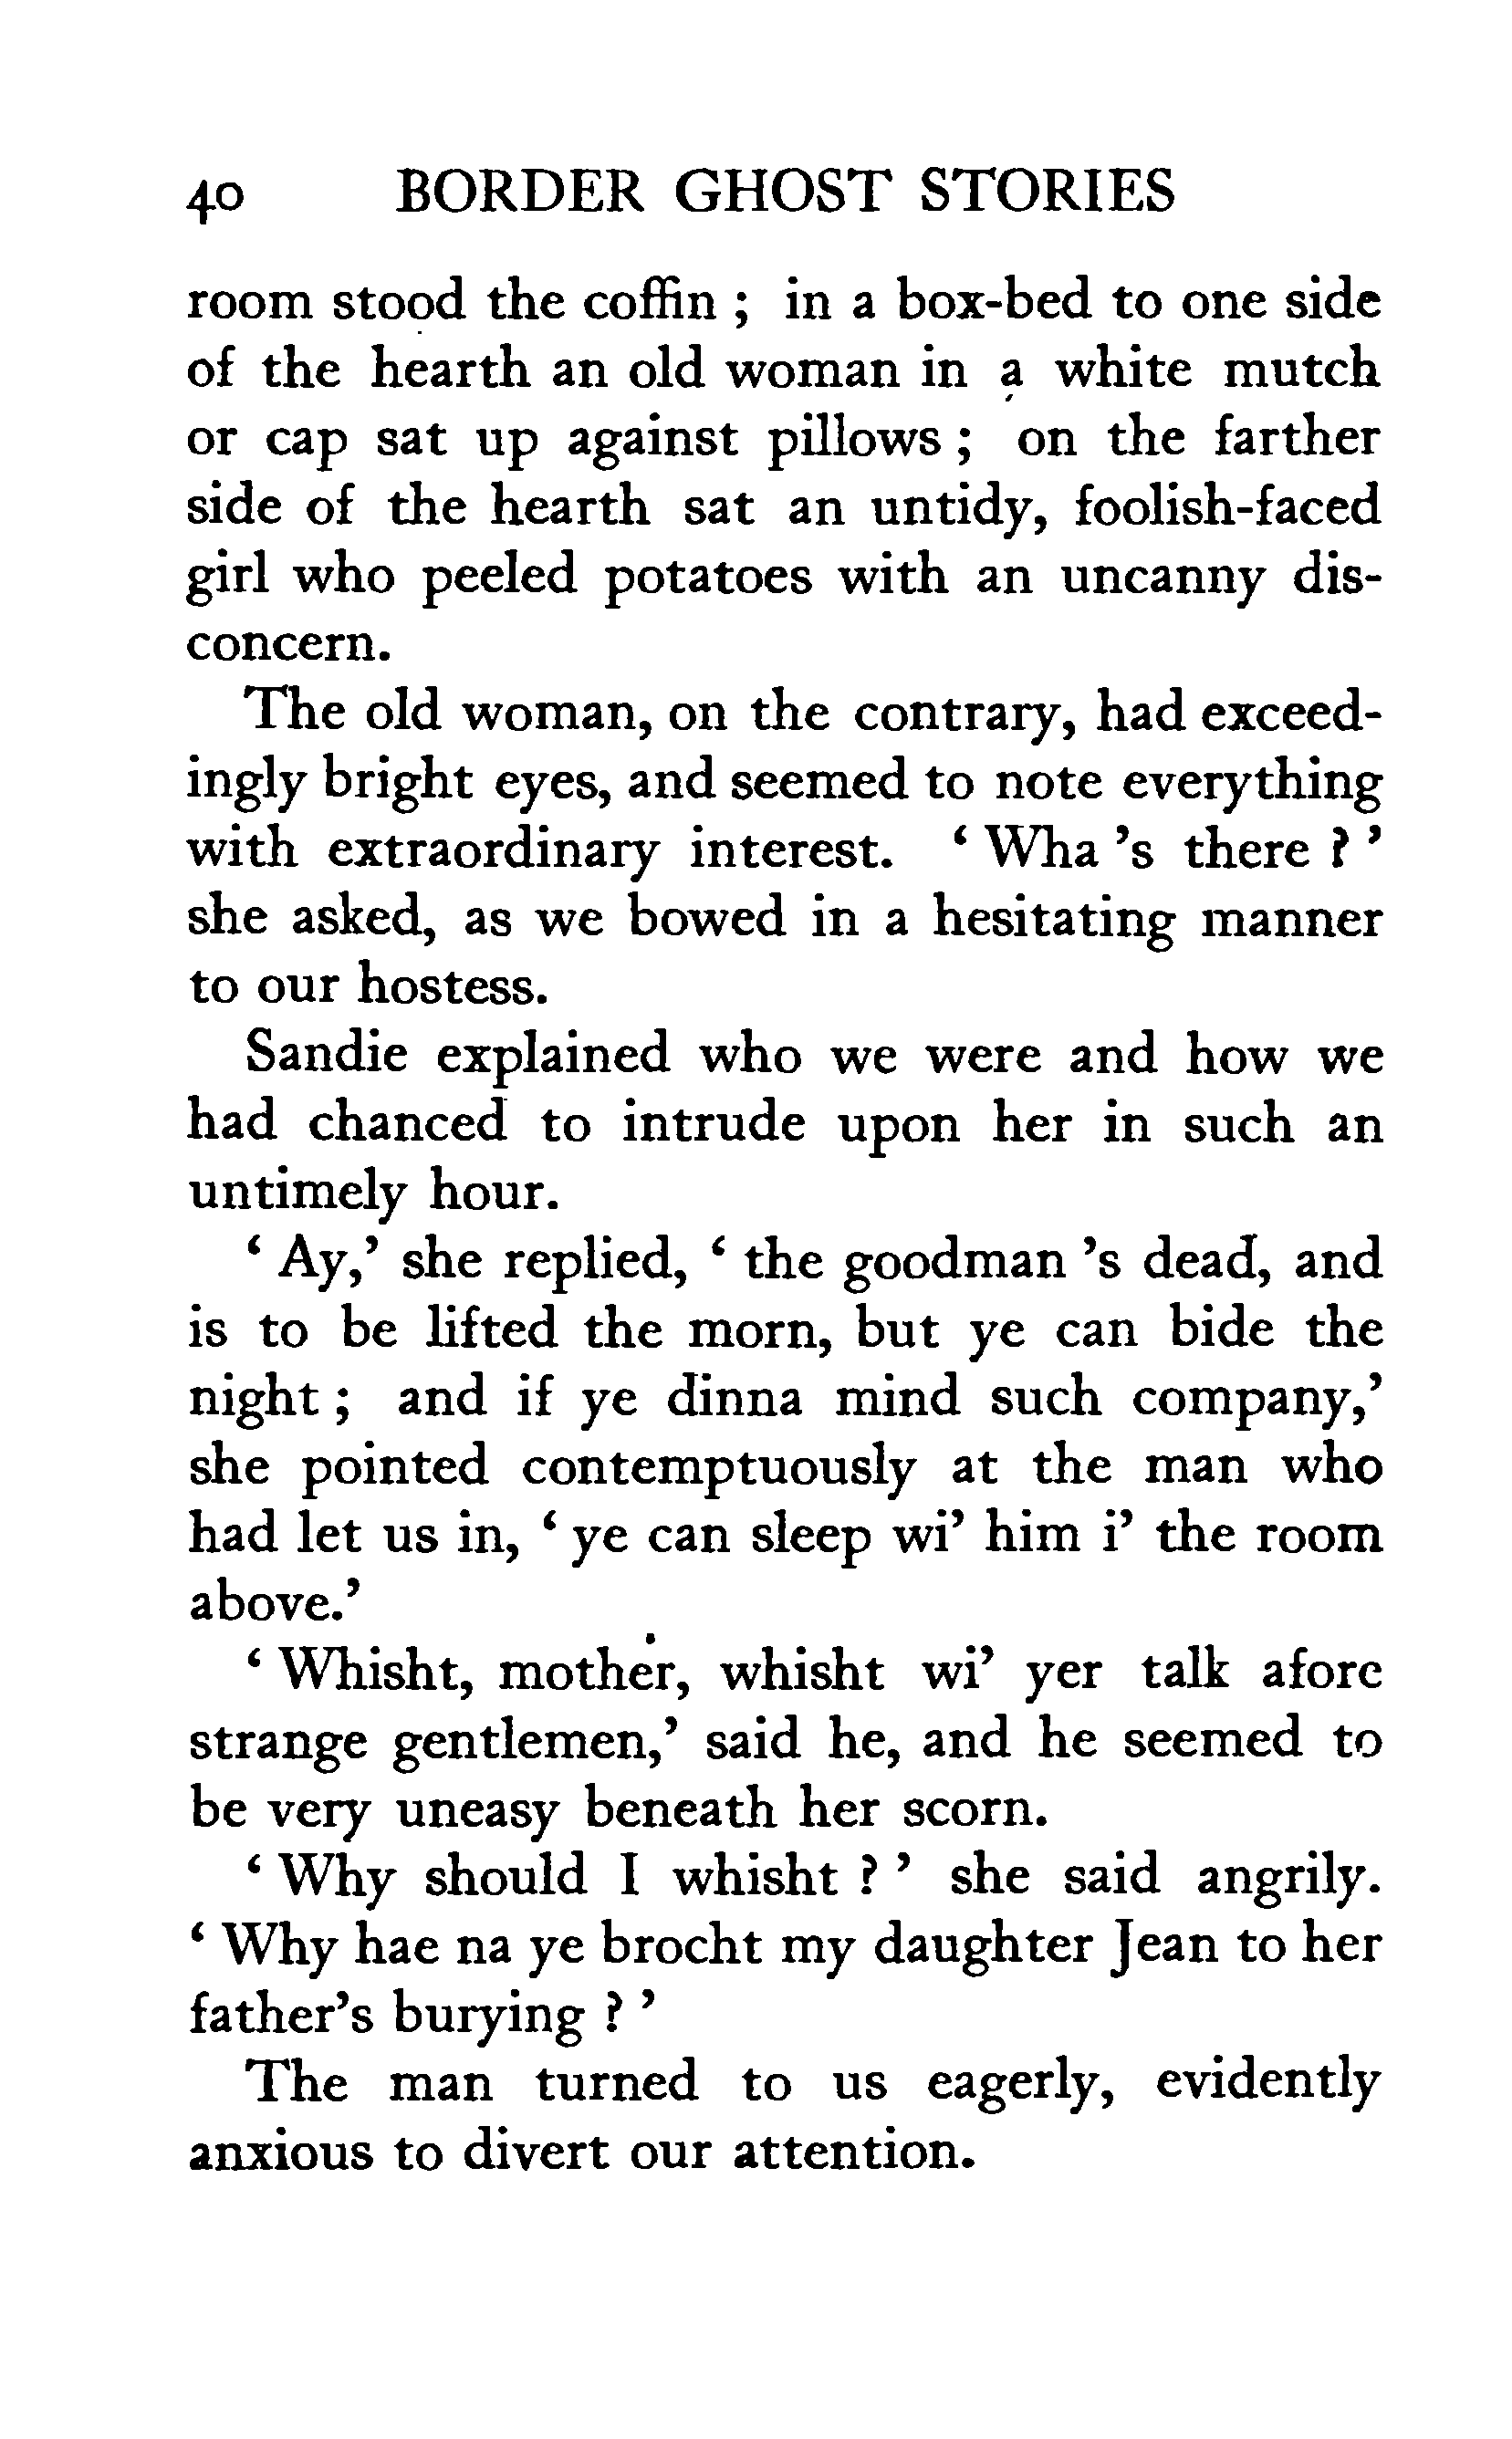 40 BORDER GHOST STORIES
room stood the coffin ; in a box-bed to one side
of the hearth an old woman in a white mutch
or cap sat up against pillows ; on the farther
side of the hearth sat an untidy, foolish-faced
girl who peeled potatoes with an uncanny dis-
concern.
The old woman, on the contrary, had exceed-
ingly bright eyes, and seemed to note everything
with extraordinary interest. ‘ Wha ’s there ? ’
she asked, as we bowed in a hesitating manner
to our hostess.
Sandie explained who we were and how we
had chanced to intrude upon her in such an
untimely hour.
‘ Ay,’ she replied, ‘ the goodman ’s dead, and
is to be lifted the morn, but ye can bide the
night ; and if ye dinna mind such company,’
she pointed contemptuously at the man who
had let us in, ‘ ye can sleep wi’ him i’ the room
above.’
‘ Whisht, mother, whisht wi’ yer talk afore
strange gentlemen,’ said he, and he seemed to
be very uneasy beneath her scorn.
‘ Why should I whisht ? ’ she said angrily.
‘ Why hae na ye brocht my daughter Jean to her
father’s burying ? ’
The man turned to us eagerly, evidently
anxious to divert our attention.